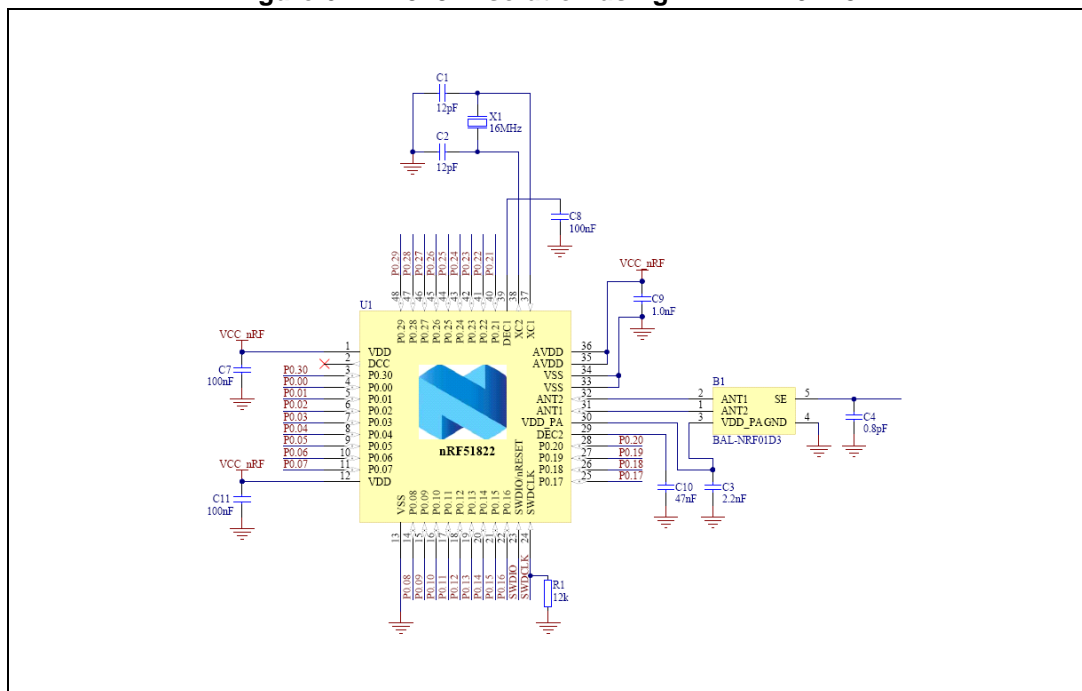 C1
12pF
X1
16MHz
C2
12pF
C8
100nF
P0.29
P0.28
P0.27
P0.26
P0.25
P0.24
P0.23
P0.22
P0.21
48
47
46
45
44
43
42
41
40
39
38
37
U1
P0.29
P0.28
P0.27
P0.26
P0.25
P0.24
P0.23
P0.22
P0.21
DEC1
XC2
XC1
VCC_nRF
C9
1.0nF
VCC_nRF
C7
100nF
1 VDD
2 DCC
P0.30 3 P0.30
P0.00 4 P0.00
P0.01 5 P0.01
P0.02 6 P0.02
P0.03 7 P0.03
P0.04 8 P0.04
P0.05 9 P0.05
P0.06 10 P0.06
P0.07 11 P0.07
12 VDD
VCC_nRF
C11
100nF
nRF51822
AVDD 36
AVDD 35
VSS 34
VSS 33
ANT2 32
ANT1 31
VDD_PA 30
DEC2 29
P0.20 28 P0.20
P0.19 27 P0.19
P0.18 26 P0.18
P0.17 25 P0.17
B1
2 ANT1 SE 5
1 ANT2
3 VDD_PA GND 4
BAL-NRF01D3
C4
0.8pF
C10
47nF
C3
2.2nF
VSS
P0.08
P0.09
P0.10
P0.11
P0.12
P0.13
P0.14
P0.15
P0.16
SWDIO/nRESET
SWDCLK
13
14
15
16
17
18
19
20
21
22
23
24
P0.08
P0.09
P0.10
P0.11
P0.12
P0.13
P0.14
P0.15
P0.16
SWDIO
SWDCLK
R1
12k